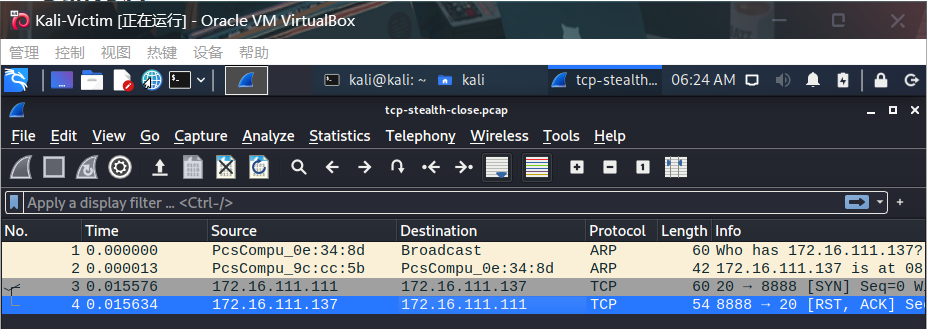 Kali-Victim [正在运行] - Oracle VM VirtualBox
管理 控制 视图 热键 设备 帮助
kali@kali: ~ kali tcp-stealth... 06:24 AM
tcp-stealth-close.pcap
File Edit View Go Capture Analyze Statistics Telephony Wireless Tools Help
Apply a display filter ... <Ctrl-/>
No. Time Source Destination Protocol Length Info
1 0.000000 PcsCompu_0e:34:8d Broadcast ARP 60 Who has 172.16.111.137?
2 0.000013 PcsCompu_9c:cc:5b PcsCompu_0e:34:8d ARP 42 172.16.111.137 is at 08
3 0.015576 172.16.111.111 172.16.111.137 TCP 60 20 → 8888 [SYN] Seq=0 W
4 0.015634 172.16.111.137 172.16.111.111 TCP 54 8888 → 20 [RST, ACK] Seq